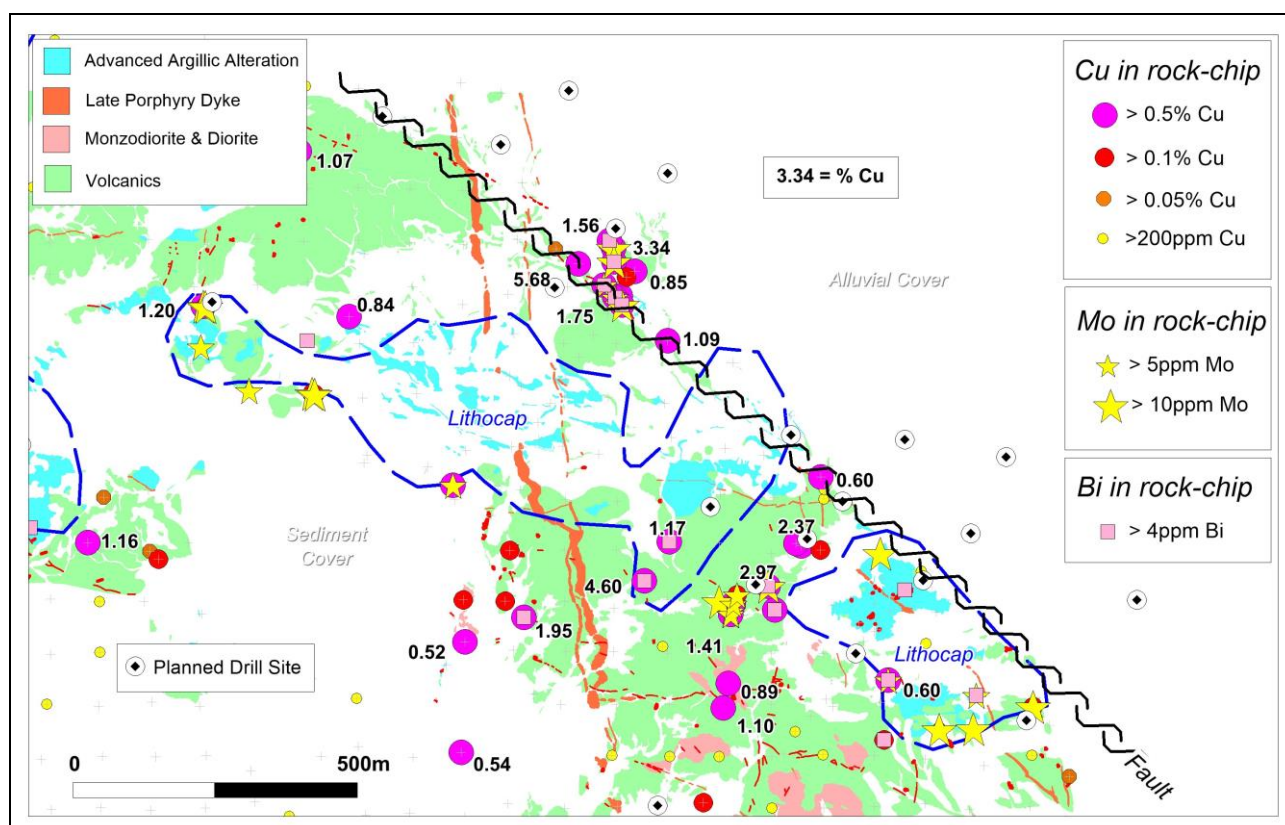 Advanced Argillic Alteration
Late Porphyry Dyke
Monzodiorite & Diorite
Volcanics
Cu in rock-chip
> 0.5% Cu
> 0.1% Cu
> 0.05% Cu
>200ppm Cu
Mo in rock-chip
> 5ppm Mo
> 10ppm Mo
Bi in rock-chip
> 4ppm Bi
3.34 = % Cu
1.07
1.56
3.34
5.68
0.85
Alluvial Cover
1.20
0.84
1.75
1.09
Lithocap
0.60
1.16
Sediment
Cover
1.17
2.37
4.60
2.97
1.95
0.52
1.41
Lithocap
Planned Drill Site
0.89
0.60
1.10
0.54
0
500m
Fault